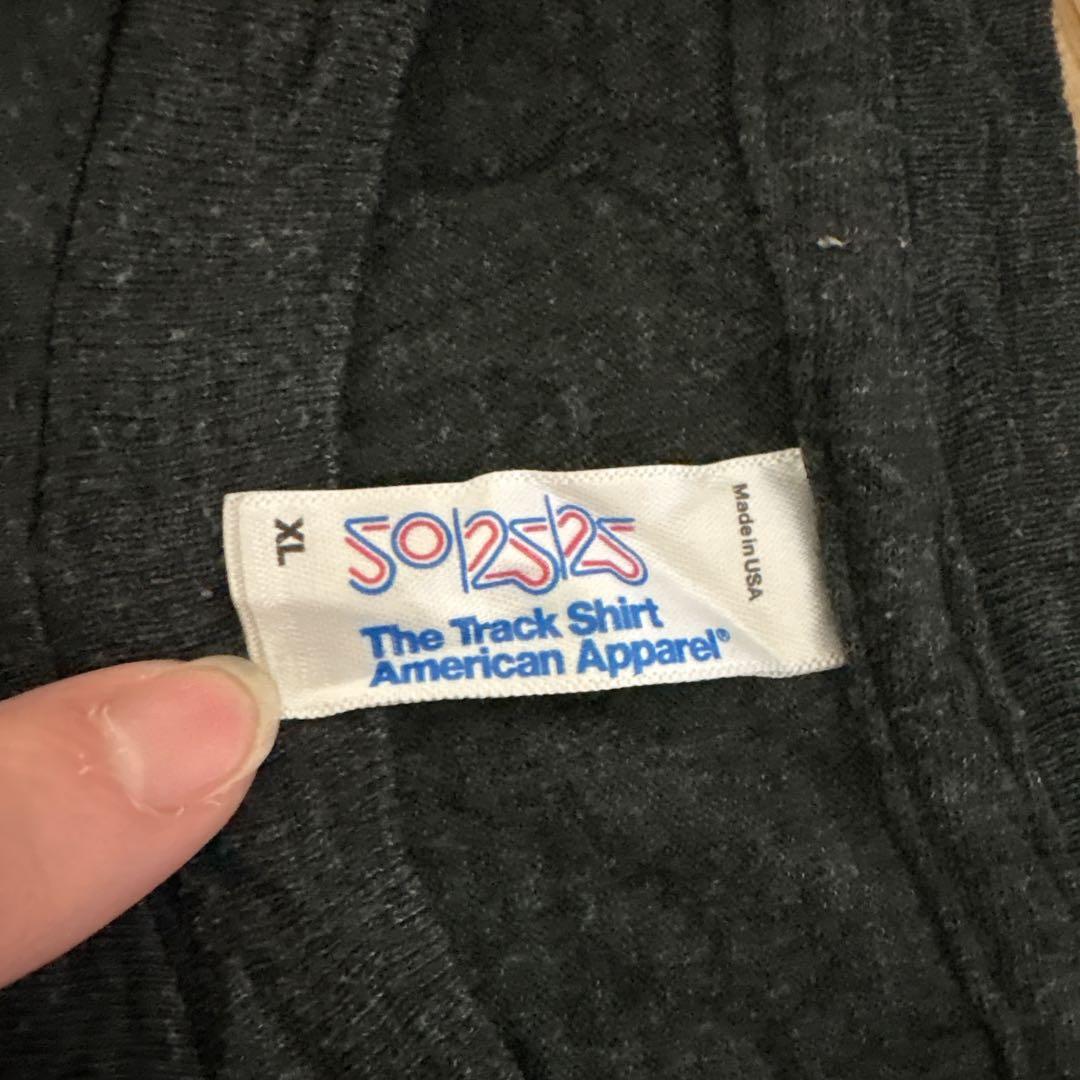 XL
50/25/25
The Track Shirt
American Apparel®
Made in USA